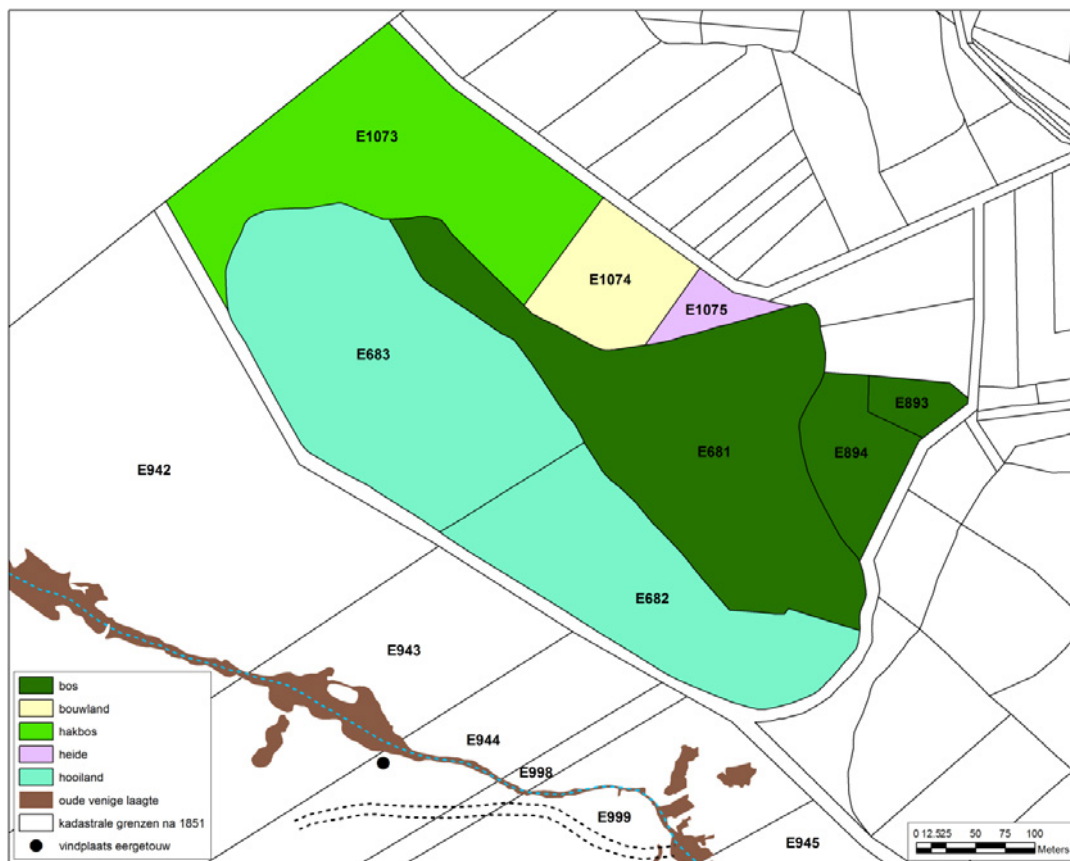 E1073
E1074
E1075
E683
E893
E681
E894
E942
E682
E943
E944
E998
E999
E945
bos
bouwland
hakbos
heide
hooiland
oude venige laagte
kadastrale grenzen na 1851
vindplaats eergetouw
0 12.525 50 75 100
Meters